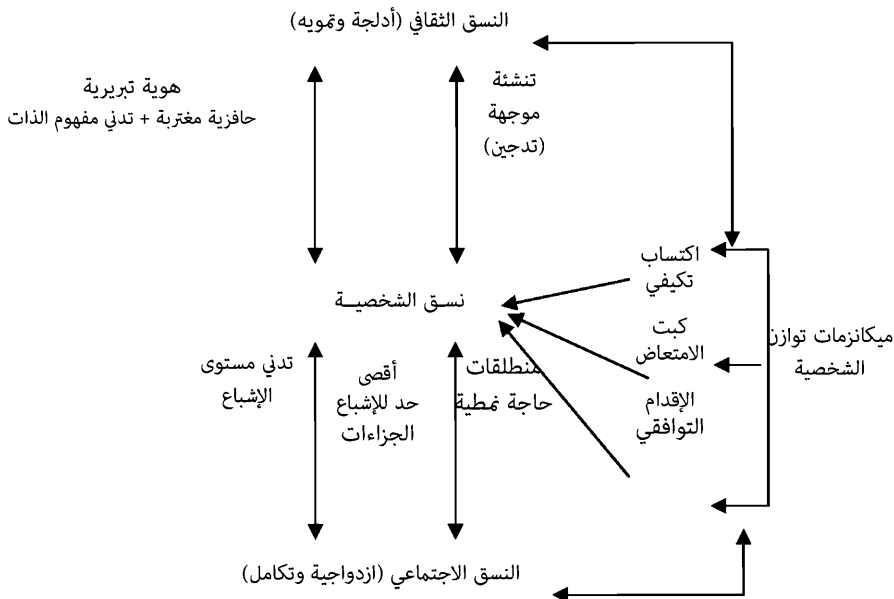 النسق الثقافي (أدلجة وتمويه)
هوية تبريرية
حافزية مغتربة + تدني مفهوم الذات
تنشئة
موجهة
(تدجين)
اكتساب
تكيفي
نسـق الشخصيــة
كبت
الامتعاض
ميكانزمات توازن
الشخصية
الإقدام
التوافقي
منطلقات
حاجة نمطية
أقصى
حد للإشباع
الجزاءات
تدني مستوى
الإشباع
النسق الاجتماعي (ازدواجية وتكامل)